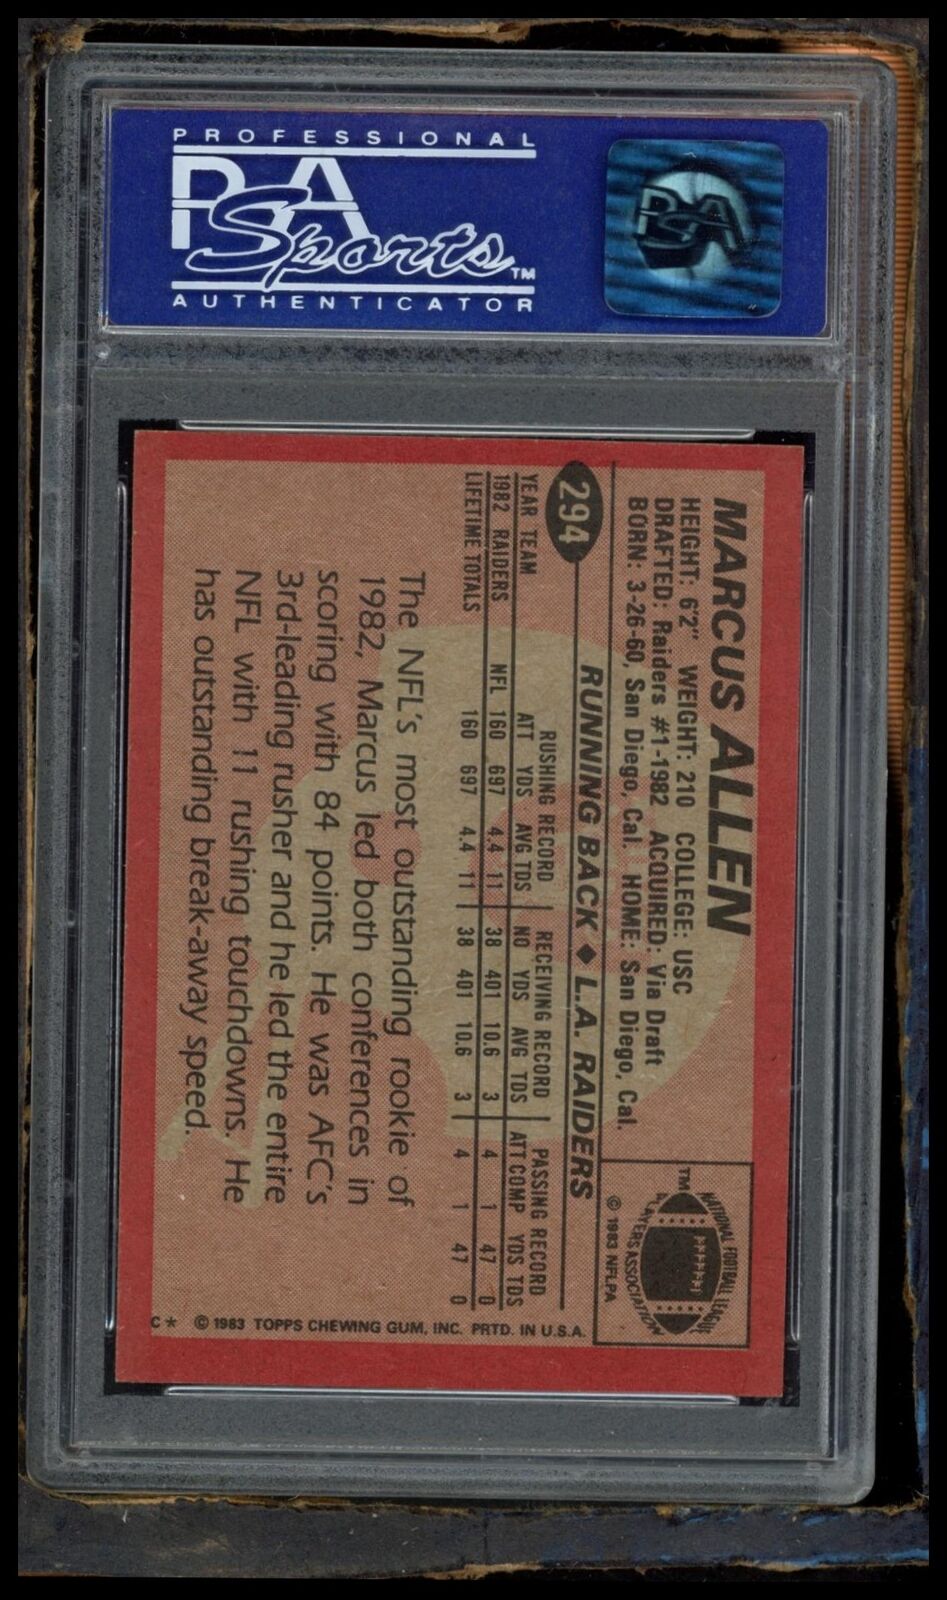 PROFESSIONAL
PSA
Sports™
AUTHENTICATOR
PSA
MARCUS ALLEN
HEIGHT: 6'2" WEIGHT: 210 COLLEGE: USC
DRAFTED: Raiders #1-1982 ACQUIRED: Via Draft
BORN: 3-26-60, San Diego, Cal. HOME: San Diego, Cal.
NATIONAL FOOTBALL LEAGUE
PLAYERS ASSOCIATION
TM
© 1983 NFLPA
294 RUNNING BACK ◆ L.A. RAIDERS
RUSHING RECORD RECEIVING RECORD PASSING RECORD
YEAR TEAM ATT YDS AVG TDS NO YDS AVG TDS ATT COMP YDS TDS
1982 RAIDERS NFL 160 697 4.4 11 38 401 10.6 3 4 1 47 0
LIFETIME TOTALS 160 697 4.4 11 38 401 10.6 3 4 1 47 0
The NFL's most outstanding rookie of
1982, Marcus led both conferences in
scoring with 84 points. He was AFC's
3rd-leading rusher and he led the entire
NFL with 11 rushing touchdowns. He
has outstanding break-away speed.
C* © 1983 TOPPS CHEWING GUM, INC. PRTD. IN U.S.A.